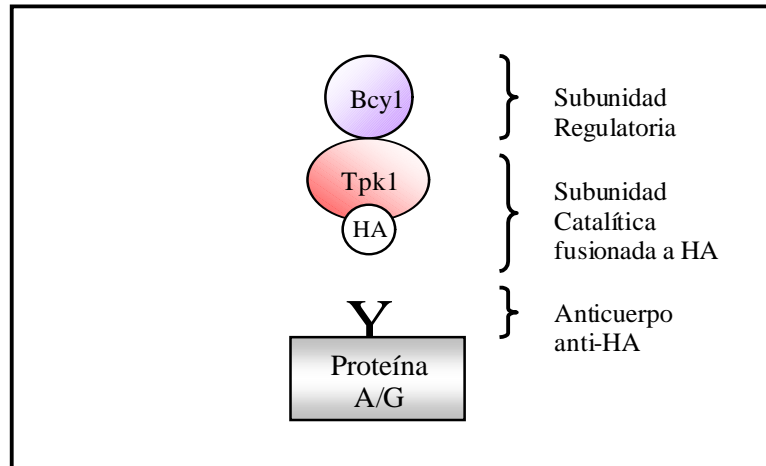 Bcy1
Subunidad
Regulatoria
Tpk1
HA
Subunidad
Catalítica
fusionada a HA
Y
Anticuerpo
anti-HA
Proteína
A/G